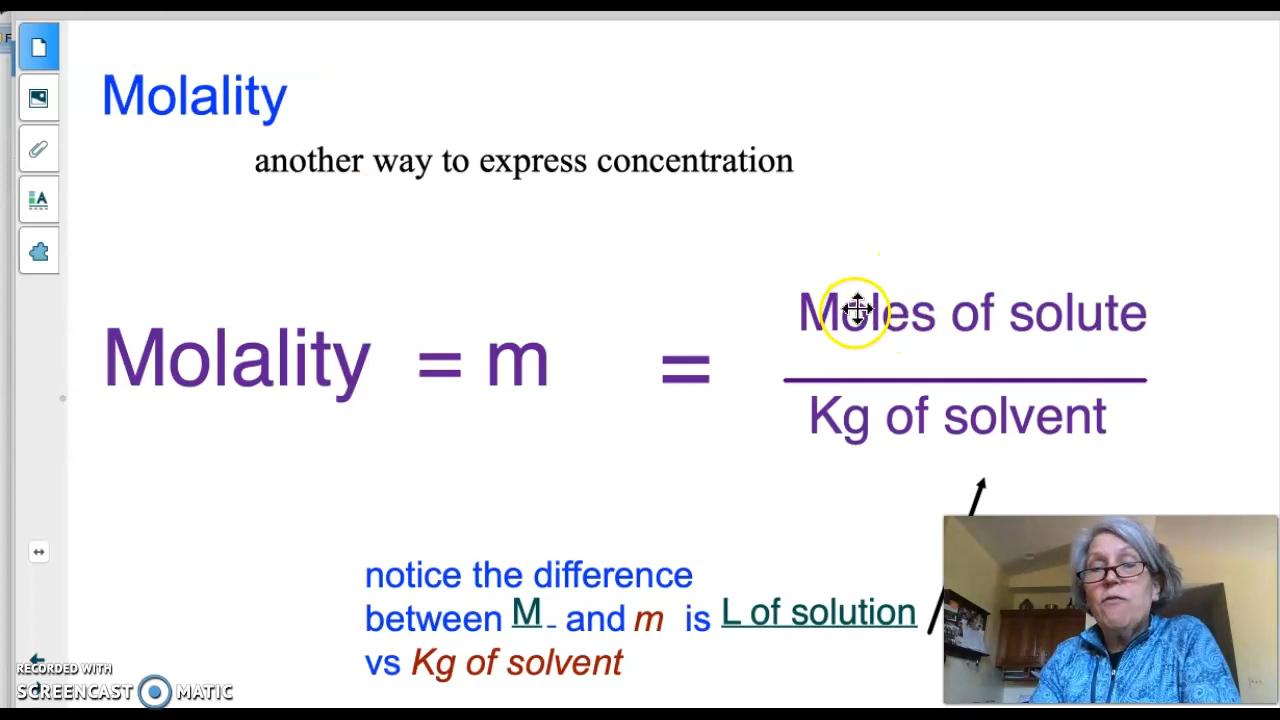 F
Molality
another way to express concentration
Moles of solute
Molality = m =
Kg of solvent
notice the difference
between M - and m is L of solution
vs Kg of solvent
RECORDED WITH
SCREENCAST MATIC